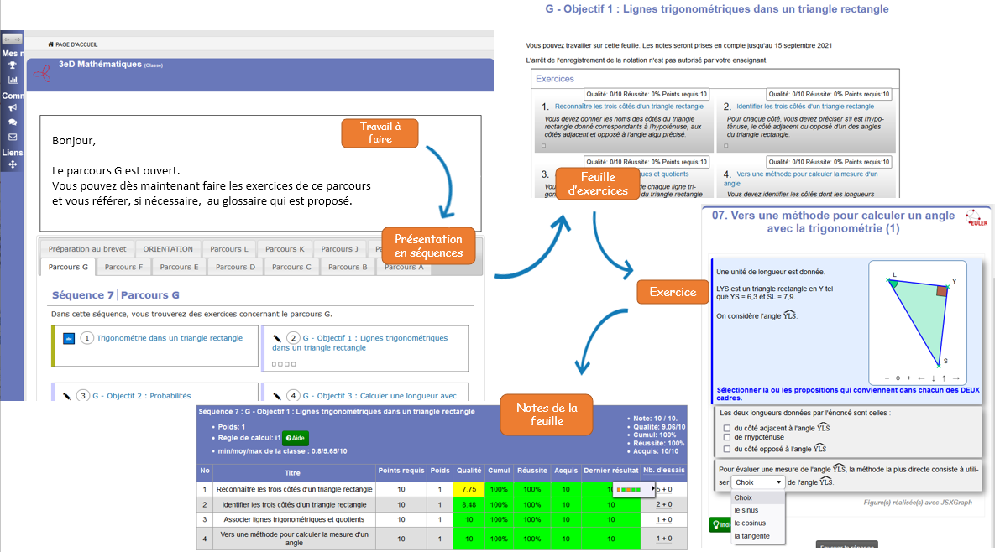 G - Objectif 1 : Lignes trigonométriques dans un triangle rectangle
PAGE D'ACCUEIL
Mes n
Comm
Liens
3eD Mathématiques (Classe)
Bonjour,
Le parcours G est ouvert.
Vous pouvez dès maintenant faire les exercices de ce parcours
et vous référer, si nécessaire, au glossaire qui est proposé.
Travail à
faire
Présentation
en séquences
Préparation au brevet ORIENTATION Parcours L Parcours K Parcours J
Parcours G Parcours F Parcours E Parcours D Parcours C Parcours B Parcours A
Séquence 7 | Parcours G
Dans cette séquence, vous trouverez des exercices concernant le parcours G.
1 Trigonométrie dans un triangle rectangle
2 G - Objectif 1 : Lignes trigonométriques
dans un triangle rectangle
3 G - Objectif 2 : Probabilités
4 G - Objectif 3 : Calculer une longueur avec
Vous pouvez travailler sur cette feuille. Les notes seront prises en compte jusqu'au 15 septembre 2021
L'arrêt de l'enregistrement de la notation n'est pas autorisé par votre enseignant.
Exercices
Qualité: 0/10 Réussite: 0% Points requis:10
1. Reconnaître les trois côtés d'un triangle rectangle
Vous devez donner les noms des côtés du triangle
rectangle donné correspondants à l'hypoténuse, aux
côtés adjacent et opposé à l'angle aigu précisé.
Qualité: 0/10 Réussite: 0% Points requis:10
2. Identifier les trois côtés d'un triangle rectangle
Pour chaque côté, vous devez préciser s'il est l'hypo-
ténuse, le côté adjacent ou opposé d'un des angles
du triangle rectangle.
Qualité: 0/10 Réussite: 0% Points requis:10
3. ques et quotients
Vou de chaque ligne tri-
gon du triangle rectangle
Qualité: 0/10 Réussite: 0% Points requis:10
4. Vers une méthode pour calculer la mesure d'un
angle
Vous devez identifier les côtés dont les longueurs
Feuille
d'exercices
Exercice
07. Vers une méthode pour calculer un angle
avec la trigonométrie (1)
EULER
Une unité de longueur est donnée.
LYS est un triangle rectangle en Y tel
que YS = 6,3 et SL = 7,9.
On considère l'angle YLS.
L
Y
S
− o + ← ↓ ↑ →
Sélectionner la ou les propositions qui conviennent dans chacun des DEUX
cadres.
Les deux longueurs données par l'énoncé sont celles :
du côté adjacent à l'angle YLS
de l'hypoténuse
du côté opposé à l'angle YLS
Pour évaluer une mesure de l'angle YLS, la méthode la plus directe consiste à utili-
ser Choix de l'angle YLS.
Choix
le sinus
le cosinus
la tangente
Figure(s) réalisée(s) avec JSXGraph
Indi
Notes de la
feuille
Séquence 7 : G - Objectif 1 : Lignes trigonométriques dans un triangle rectangle
• Poids: 1
• Règle de calcul: i1 Aide
• min/moy/max de la classe : 0.8/5.65/10
• Note: 10 / 10.
• Qualité: 9.06/10
• Cumul: 100%
• Réussite: 100%
• Acquis: 10/10
No Titre Points requis Poids Qualité Cumul Réussite Acquis Dernier résultat Nb. d'essais
1 Reconnaître les trois côtés d'un triangle rectangle 10 1 7.75 100% 100% 10 5 + 0
2 Identifier les trois côtés d'un triangle rectangle 10 1 8.48 100% 100% 10 10 2 + 0
3 Associer lignes trigonométriques et quotients 10 1 10 100% 100% 10 10 1 + 0
4 Vers une méthode pour calculer la mesure d'un
angle 10 1 10 100% 100% 10 10 1 + 0